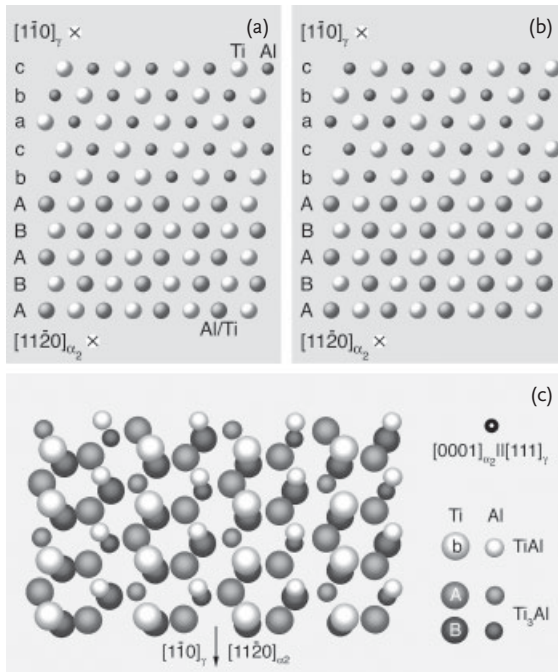 (a)
[11̄0]γ ×
Ti Al
c
b
a
c
b
A
B
A
B
A
Al/Ti
[112̄0]α2 ×
(b)
[11̄0]γ ×
c
b
a
c
b
A
B
A
B
A
[112̄0]α2 ×
(c)
[0001]α2||[111]γ
Ti Al
b TiAl
A
B
Ti3Al
[11̄0]γ [112̄0]α2